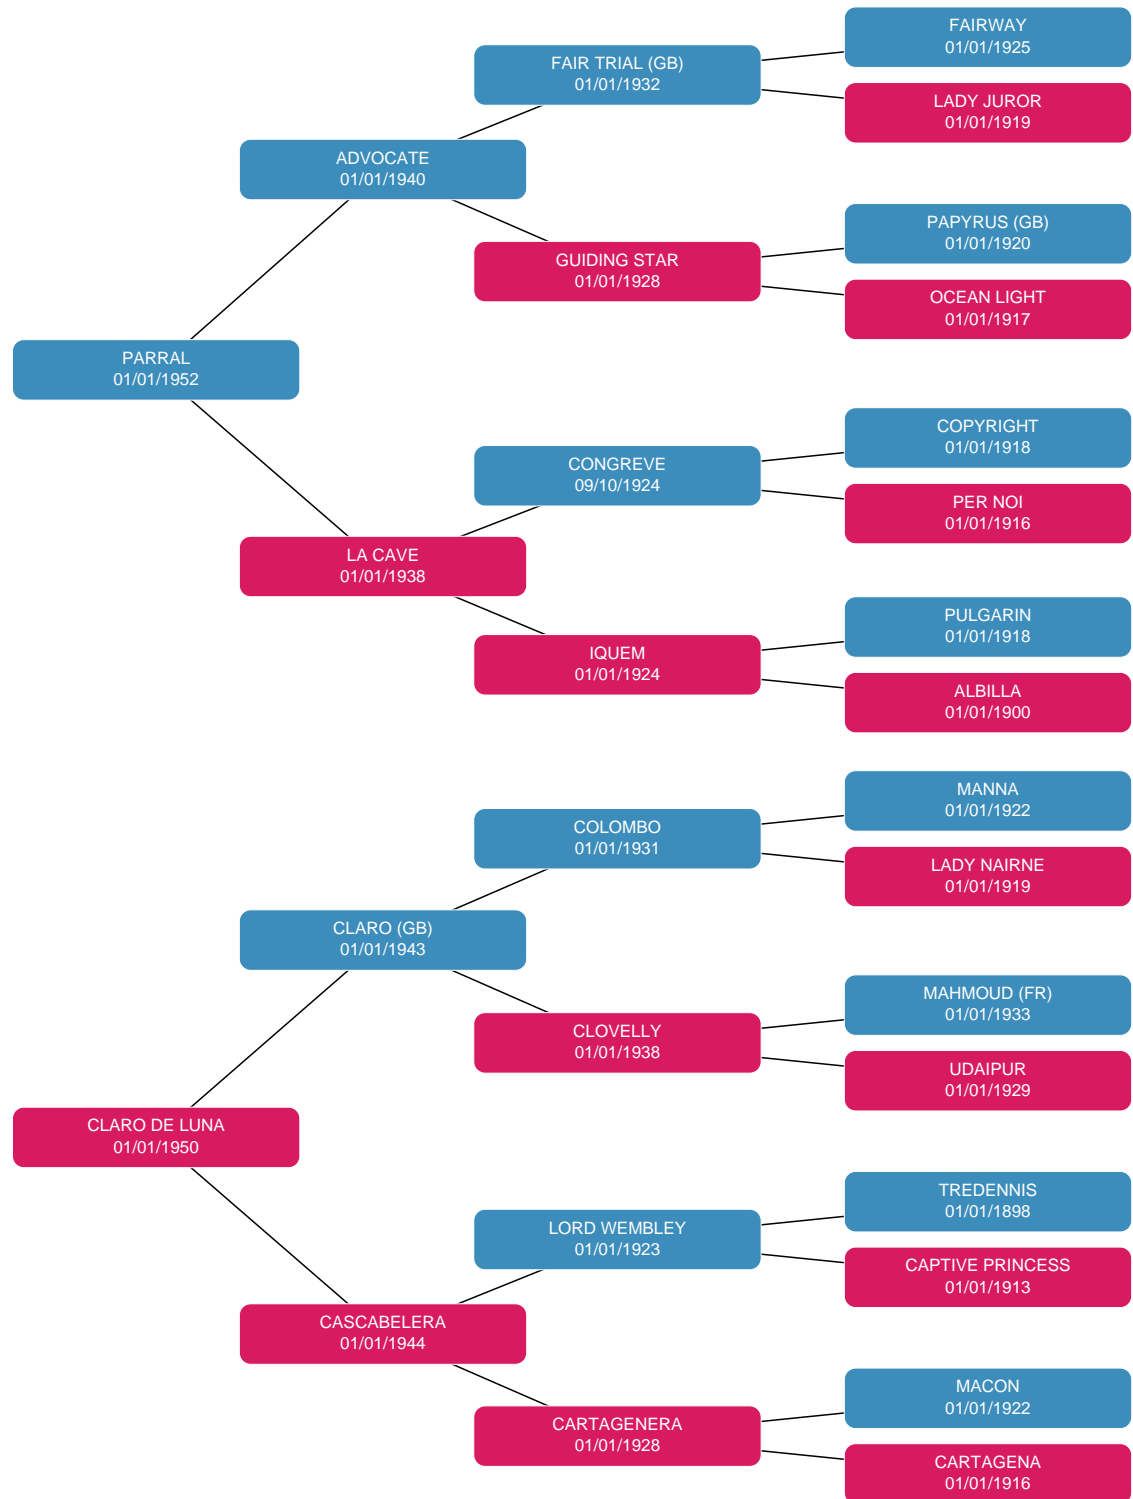 FAIRWAY
01/01/1925
FAIR TRIAL (GB)
01/01/1932
LADY JUROR
01/01/1919
ADVOCATE
01/01/1940
PAPYRUS (GB)
01/01/1920
GUIDING STAR
01/01/1928
OCEAN LIGHT
01/01/1917
PARRAL
01/01/1952
COPYRIGHT
01/01/1918
CONGREVE
09/10/1924
PER NOI
01/01/1916
LA CAVE
01/01/1938
PULGARIN
01/01/1918
IQUEM
01/01/1924
ALBILLA
01/01/1900
MANNA
01/01/1922
COLOMBO
01/01/1931
LADY NAIRNE
01/01/1919
CLARO (GB)
01/01/1943
MAHMOUD (FR)
01/01/1933
CLOVELLY
01/01/1938
UDAIPUR
01/01/1929
CLARO DE LUNA
01/01/1950
TREDENNIS
01/01/1898
LORD WEMBLEY
01/01/1923
CAPTIVE PRINCESS
01/01/1913
CASCABELERA
01/01/1944
MACON
01/01/1922
CARTAGENERA
01/01/1928
CARTAGENA
01/01/1916